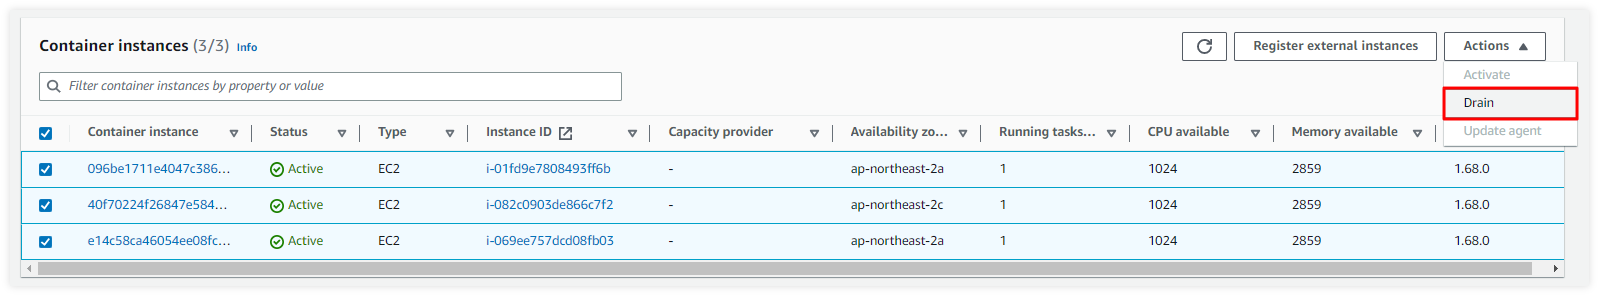 Container instances (3/3) Info
Register external instances
Actions
Filter container instances by property or value
Activate
Drain
Update agent
Container instance Status Type Instance ID Capacity provider Availability zo... Running tasks... CPU available Memory available
096be1711e4047c386... Active EC2 i-01fd9e7808493ff6b - ap-northeast-2a 1 1024 2859 1.68.0
40f70224f26847e584... Active EC2 i-082c0903de866c7f2 - ap-northeast-2c 1 1024 2859 1.68.0
e14c58ca46054ee08fc... Active EC2 i-069ee757dcd08fb03 - ap-northeast-2a 1 1024 2859 1.68.0